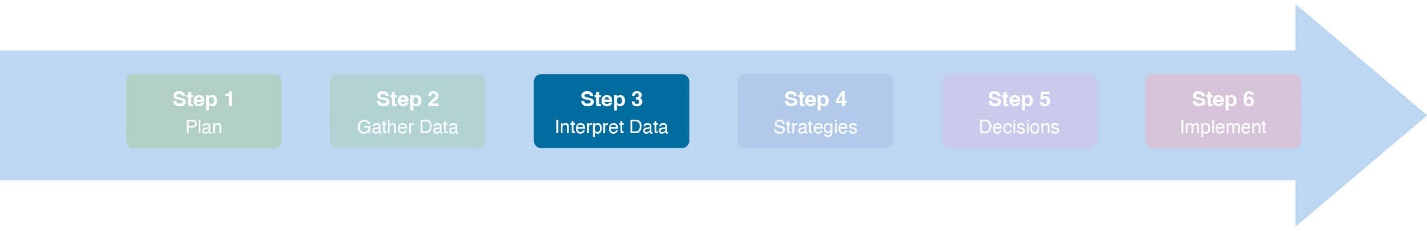 Step 1
Plan
Step 2
Gather Data
Step 3
Interpret Data
Step 4
Strategies
Step 5
Decisions
Step 6
Implement